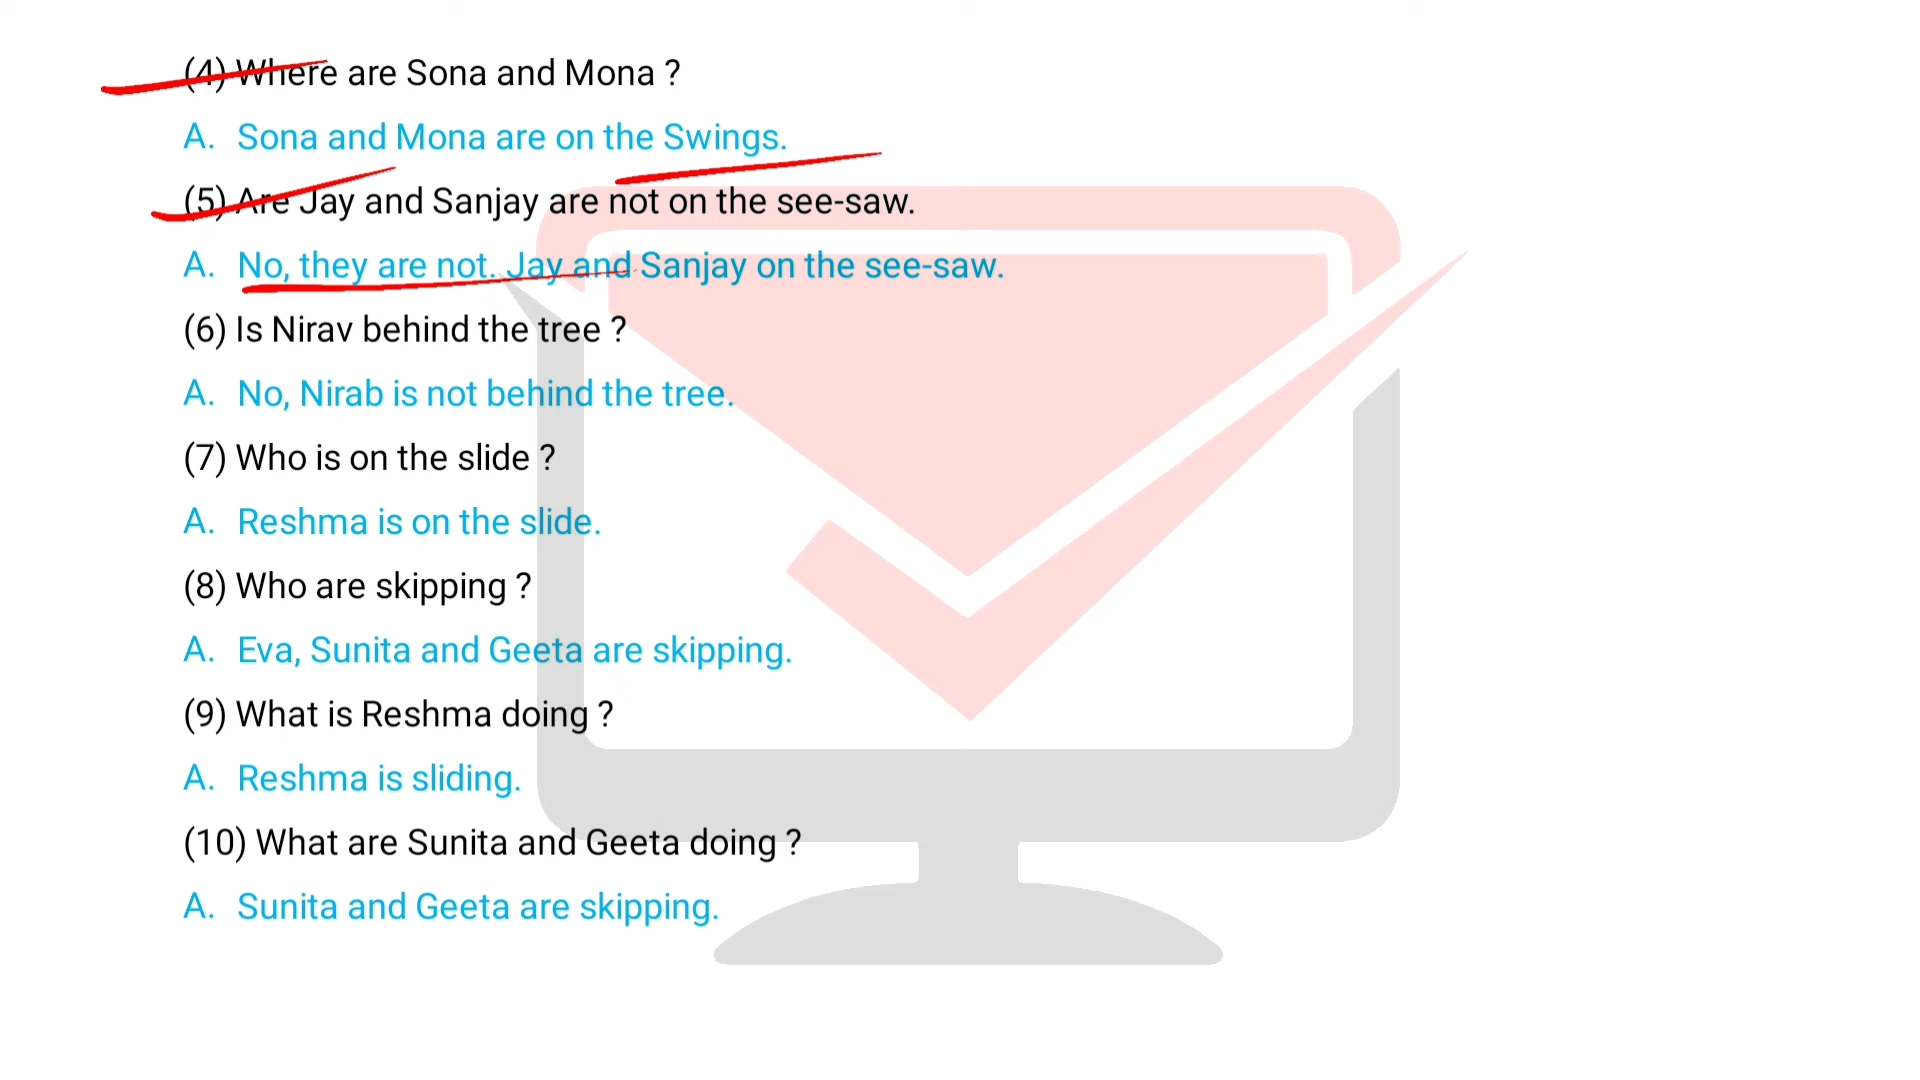 (4) Where are Sona and Mona ?
A. Sona and Mona are on the Swings.
(5) Are Jay and Sanjay are not on the see-saw.
A. No, they are not. Jay and Sanjay on the see-saw.
(6) Is Nirav behind the tree ?
A. No, Nirab is not behind the tree.
(7) Who is on the slide ?
A. Reshma is on the slide.
(8) Who are skipping ?
A. Eva, Sunita and Geeta are skipping.
(9) What is Reshma doing ?
A. Reshma is sliding.
(10) What are Sunita and Geeta doing ?
A. Sunita and Geeta are skipping.